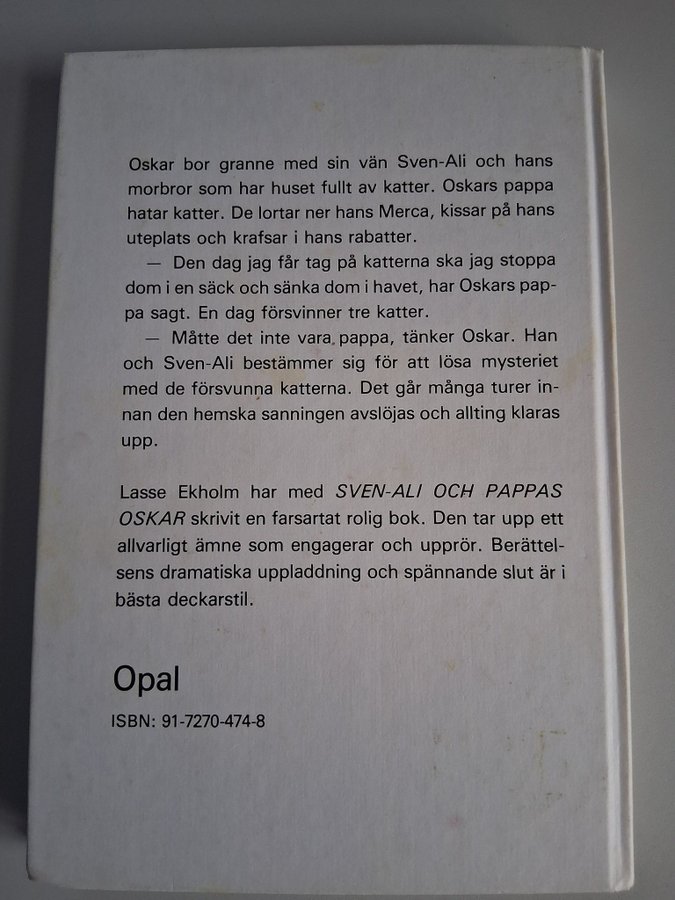 Oskar bor granne med sin vän Sven-Ali och hans
morbror som har huset fullt av katter. Oskars pappa
hatar katter. De lortar ner hans Merca, kissar på hans
uteplats och krafsar i hans rabatter.
— Den dag jag får tag på katterna ska jag stoppa
dom i en säck och sänka dom i havet, har Oskars pap-
pa sagt. En dag försvinner tre katter.
— Måtte det inte vara pappa, tänker Oskar. Han
och Sven-Ali bestämmer sig för att lösa mysteriet
med de försvunna katterna. Det går många turer in-
nan den hemska sanningen avslöjas och allting klaras
upp.
Lasse Ekholm har med SVEN-ALI OCH PAPPAS
OSKAR skrivit en farsartat rolig bok. Den tar upp ett
allvarligt ämne som engagerar och upprör. Berättel-
sens dramatiska uppladdning och spännande slut är i
bästa deckarstil.
Opal
ISBN: 91-7270-474-8